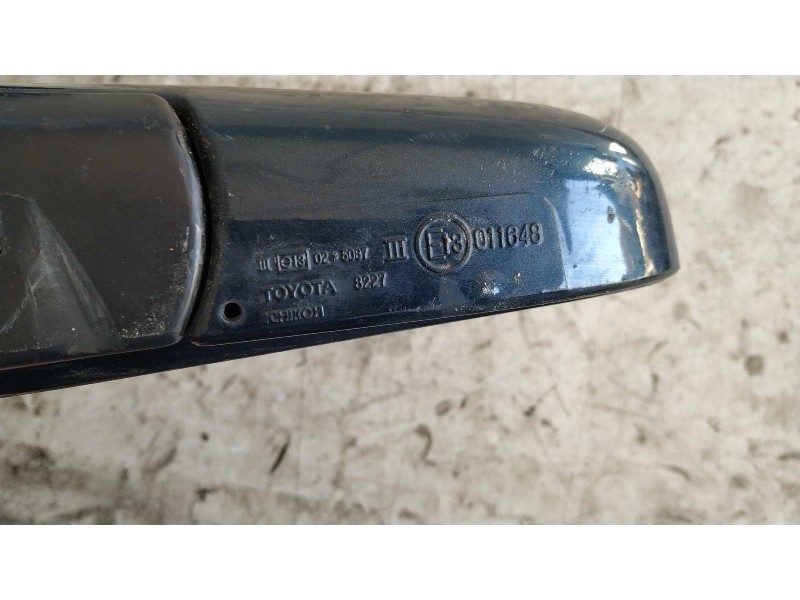 III e13 02*5087 III E13 011648
TOYOTA 8227
ICHIKOH